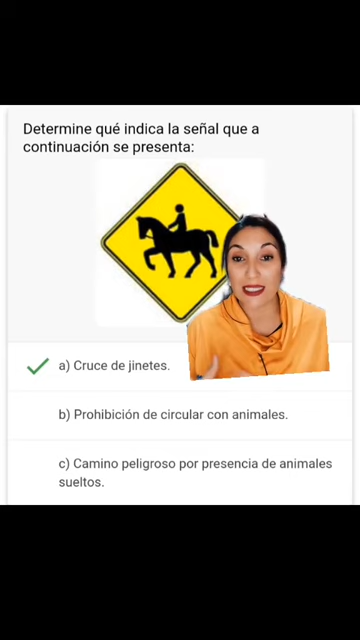 Determine qué indica la señal que a
continuación se presenta:
a) Cruce de jinetes.
b) Prohibición de circular con animales.
c) Camino peligroso por presencia de animales
sueltos.